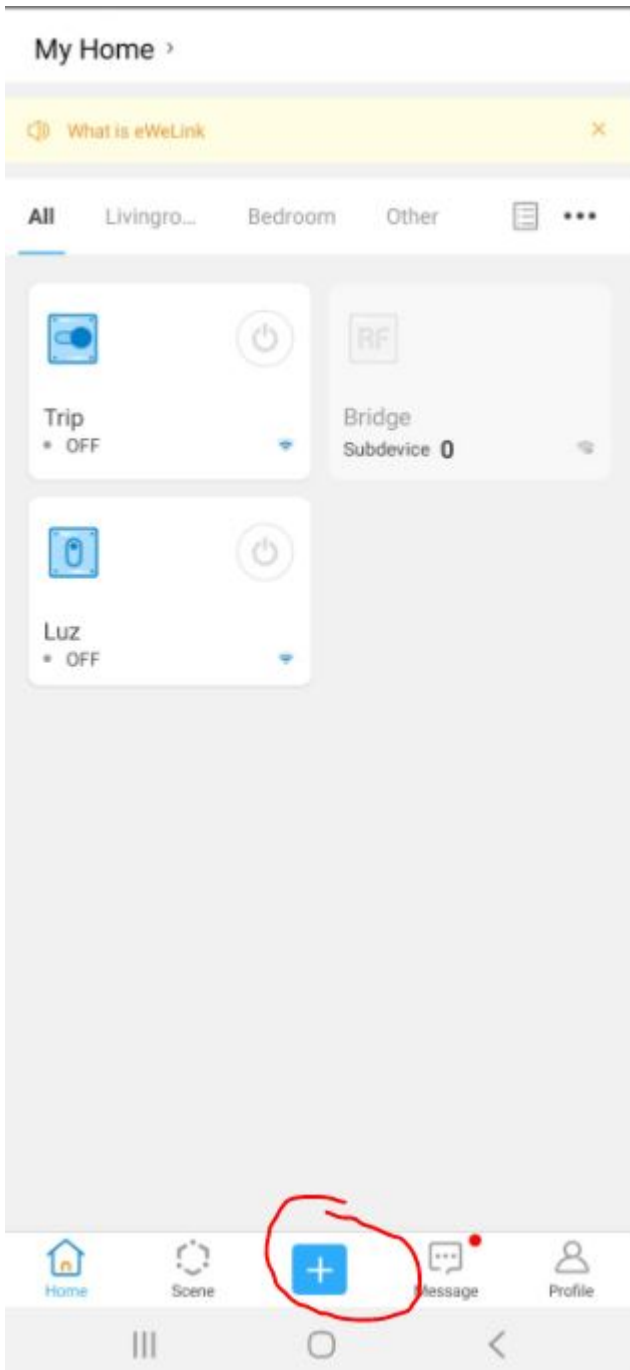 My Home
What is eWeLink
All Livingro... Bedroom Other
RF
Trip
OFF
Bridge
Subdevice 0
Luz
OFF
Home Scene Message Profile